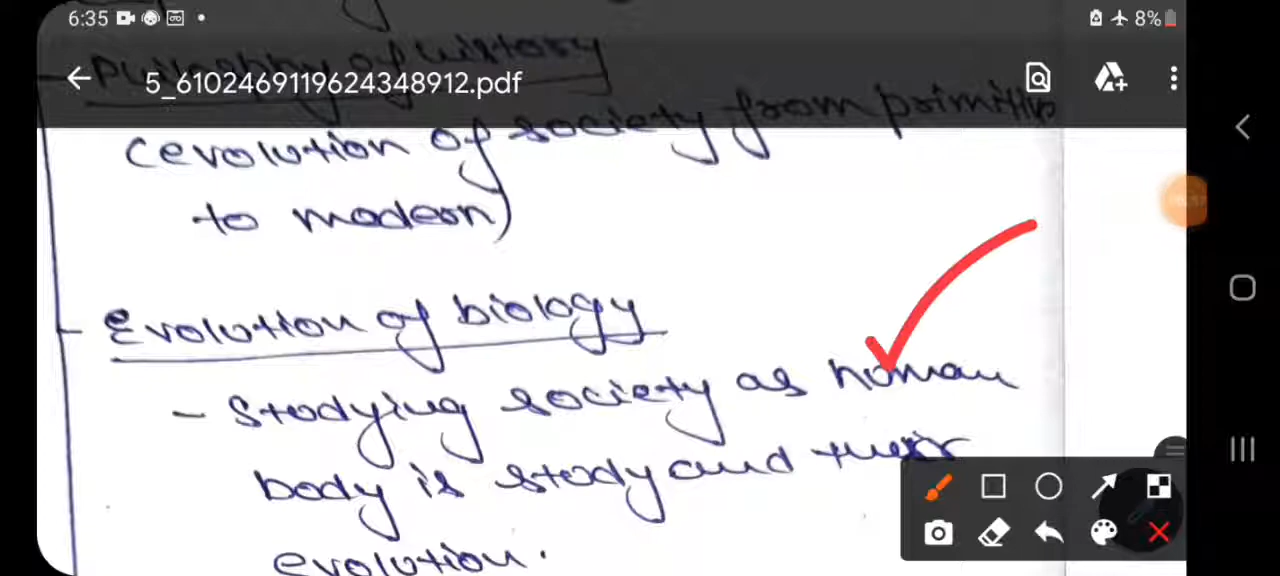 6:35
8%
Philosophy of history
5_6102469119624348912.pdf
(evolution of society from primitive
to modern)
Evolution of biology
- Studying society as human
body is study and their
evolution.